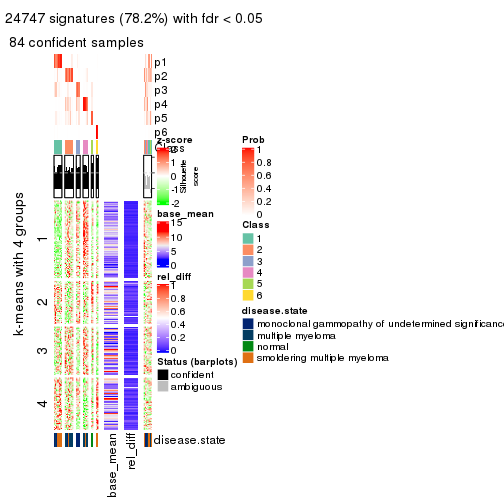 24747 signatures (78.2%) with fdr < 0.05
84 confident samples
p1
p2
p3
p4
p5
p6
Class
Silhouette
score
k-means with 4 groups
1
2
3
4
base_mean
rel_diff
disease.state
z-score
2
1
0
-1
-2
base_mean
15
10
5
0
rel_diff
1
0.8
0.6
0.4
0.2
0
Status (barplots)
confident
ambiguous
Prob
1
0.8
0.6
0.4
0.2
0
Class
1
2
3
4
5
6
disease.state
monoclonal gammopathy of undetermined significance
multiple myeloma
normal
smoldering multiple myeloma